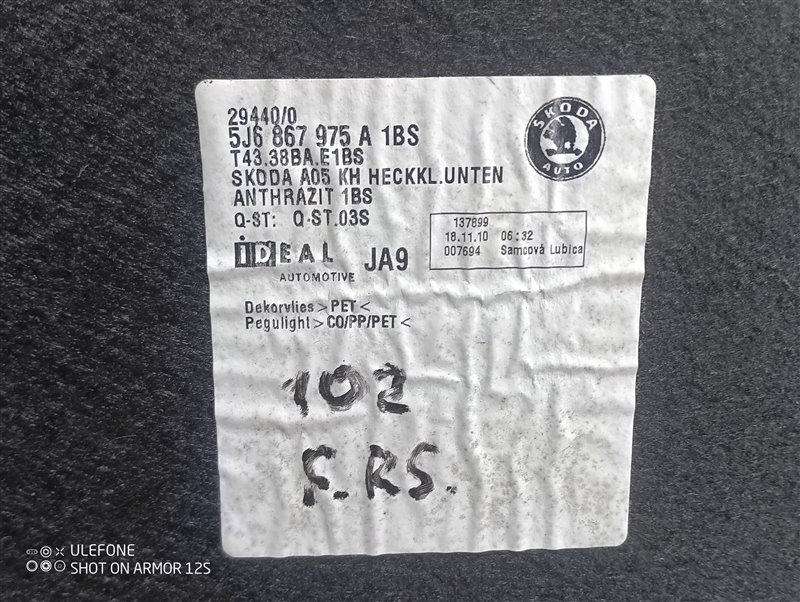 29440/0
5J6 867 975 A 1BS
T43.38BA.E1BS
SKODA A05 KH HECKKL.UNTEN
ANTHRAZIT 1BS
Q-ST: Q-ST.03S
SKODA
AUTO
137899
18.11.10 06:32
007694 Samcová Lubica
iDEAL
AUTOMOTIVE
JA9
Dekorvlies >PET<
Pegulight >CO/PP/PET<
102
F.RS.
ULEFONE
SHOT ON ARMOR 12S